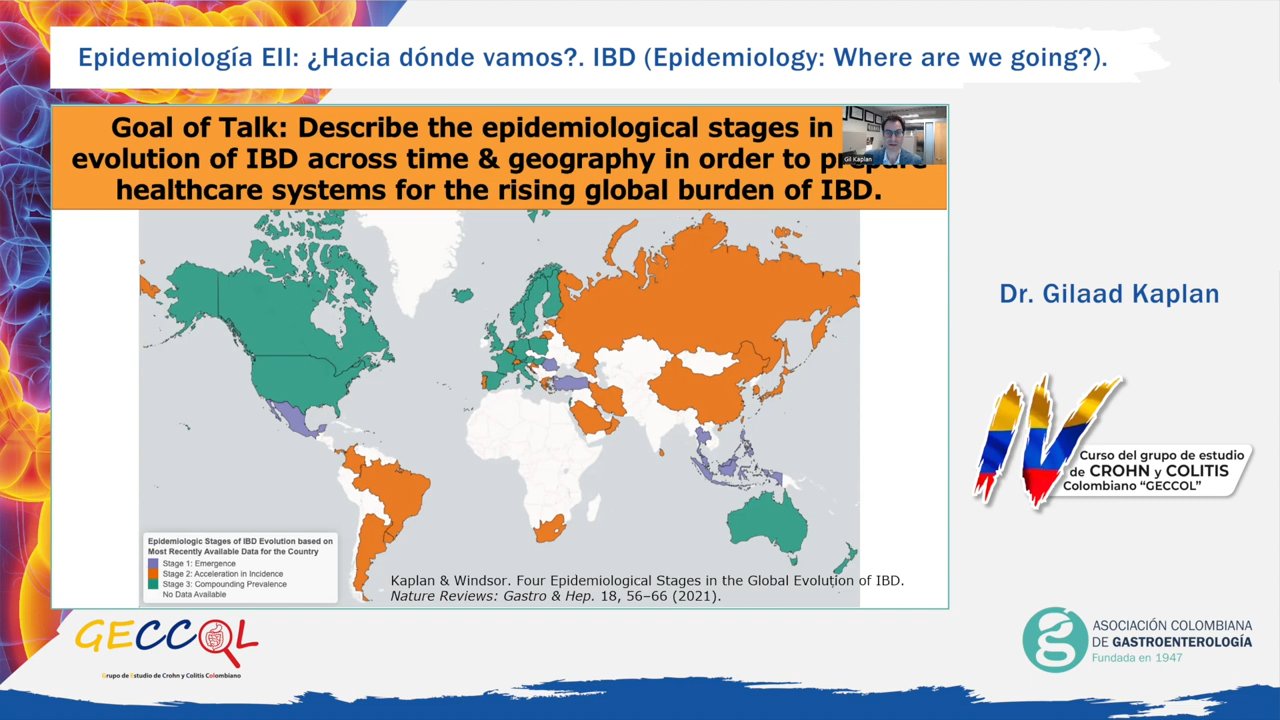 Epidemiología EII: ¿Hacia dónde vamos?. IBD (Epidemiology: Where are we going?).
Goal of Talk: Describe the epidemiological stages in
evolution of IBD across time & geography in order to prepare
healthcare systems for the rising global burden of IBD.
Gil Kaplan
Dr. Gilaad Kaplan
IV
Curso del grupo de estudio
de CROHN y COLITIS
Colombiano "GECCOL"
Epidemiologic Stages of IBD Evolution based on
Most Recently Available Data for the Country
Stage 1: Emergence
Stage 2: Acceleration in Incidence
Stage 3: Compounding Prevalence
No Data Available
Kaplan & Windsor. Four Epidemiological Stages in the Global Evolution of IBD.
Nature Reviews: Gastro & Hep. 18, 56–66 (2021).
GECCOL
Grupo de Estudio de Crohn y Colitis Colombiano
ASOCIACIÓN COLOMBIANA
DE GASTROENTEROLOGÍA
Fundada en 1947